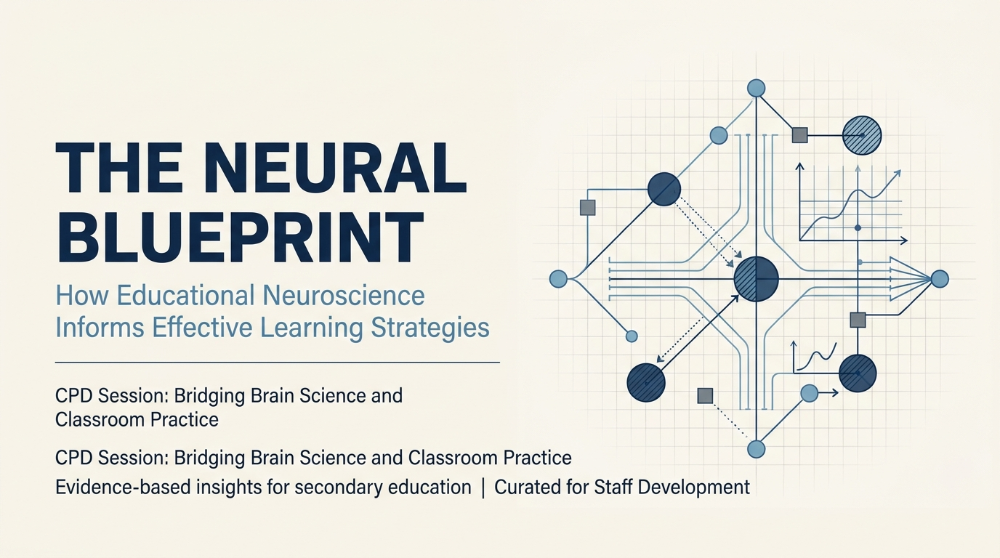 THE NEURAL
BLUEPRINT
How Educational Neuroscience
Informs Effective Learning Strategies
CPD Session: Bridging Brain Science and
Classroom Practice
CPD Session: Bridging Brain Science and Classroom Practice
Evidence-based insights for secondary education | Curated for Staff Development